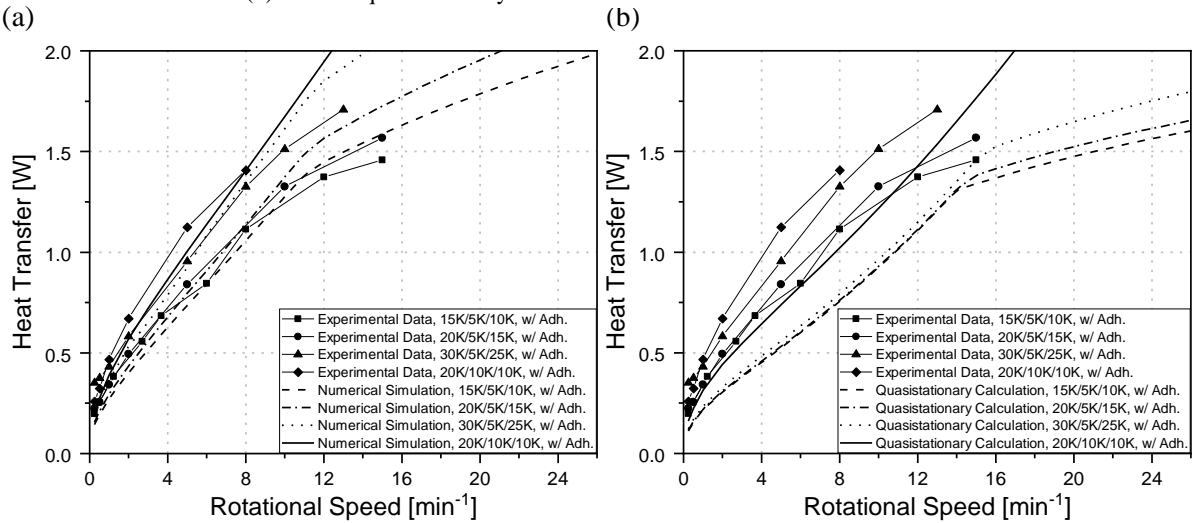 (a)
2.0
1.5
1.0
0.5
0.0
Heat Transfer [W]
0 4 8 12 16 20 24
Rotational Speed [min⁻¹]
Experimental Data, 15K/5K/10K, w/ Adh.
Experimental Data, 20K/5K/15K, w/ Adh.
Experimental Data, 30K/5K/25K, w/ Adh.
Experimental Data, 20K/10K/10K, w/ Adh.
Numerical Simulation, 15K/5K/10K, w/ Adh.
Numerical Simulation, 20K/5K/15K, w/ Adh.
Numerical Simulation, 30K/5K/25K, w/ Adh.
Numerical Simulation, 20K/10K/10K, w/ Adh.
(b)
2.0
1.5
1.0
0.5
0.0
Heat Transfer [W]
0 4 8 12 16 20 24
Rotational Speed [min⁻¹]
Experimental Data, 15K/5K/10K, w/ Adh.
Experimental Data, 20K/5K/15K, w/ Adh.
Experimental Data, 30K/5K/25K, w/ Adh.
Experimental Data, 20K/10K/10K, w/ Adh.
Quasistationary Calculation, 15K/5K/10K, w/ Adh.
Quasistationary Calculation, 20K/5K/15K, w/ Adh.
Quasistationary Calculation, 30K/5K/25K, w/ Adh.
Quasistationary Calculation, 20K/10K/10K, w/ Adh.